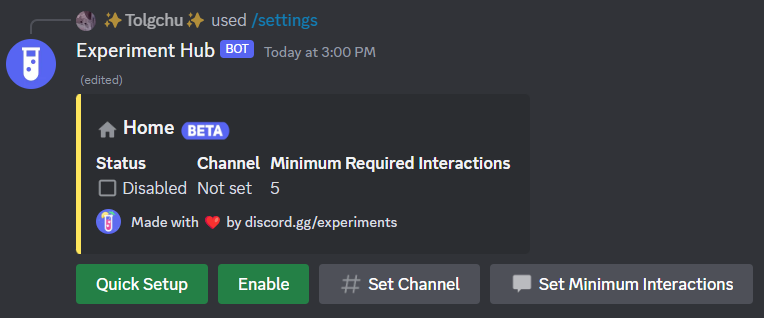 ✨Tolgchu✨ used /settings
Experiment Hub BOT Today at 3:00 PM
(edited)
Home BETA
Status Channel Minimum Required Interactions
Disabled Not set 5
Made with ❤️ by discord.gg/experiments
Quick Setup Enable # Set Channel Set Minimum Interactions